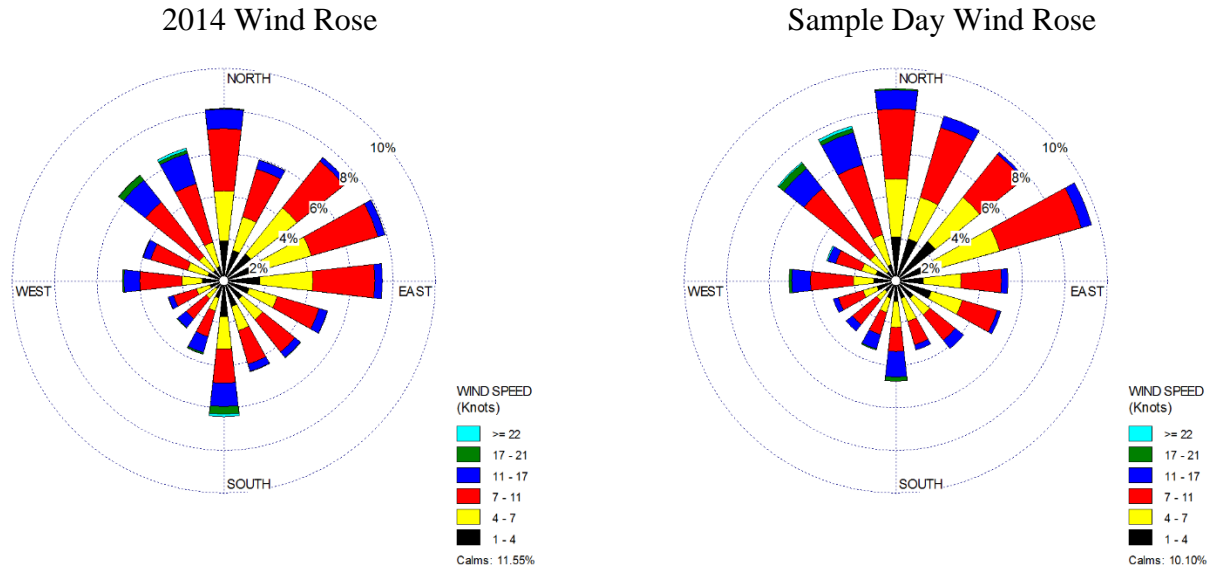 2014 Wind Rose
NORTH
10%
8%
6%
4%
2%
WEST
EAST
SOUTH
WIND SPEED
(Knots)
>= 22
17 - 21
11 - 17
7 - 11
4 - 7
1 - 4
Calms: 11.55%
Sample Day Wind Rose
NORTH
10%
8%
6%
4%
2%
WEST
EAST
SOUTH
WIND SPEED
(Knots)
>= 22
17 - 21
11 - 17
7 - 11
4 - 7
1 - 4
Calms: 10.10%